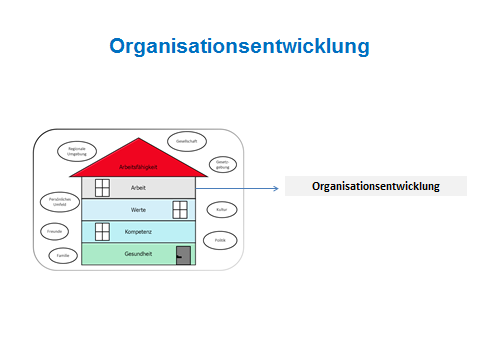 Organisationsentwicklung
Regionale
Umgebung
Gesellschaft
Arbeitsfähigkeit
Gesetz-
gebung
Arbeit
Organisationsentwicklung
Persönliches
Umfeld
Werte
Kultur
Freunde
Kompetenz
Politik
Familie
Gesundheit